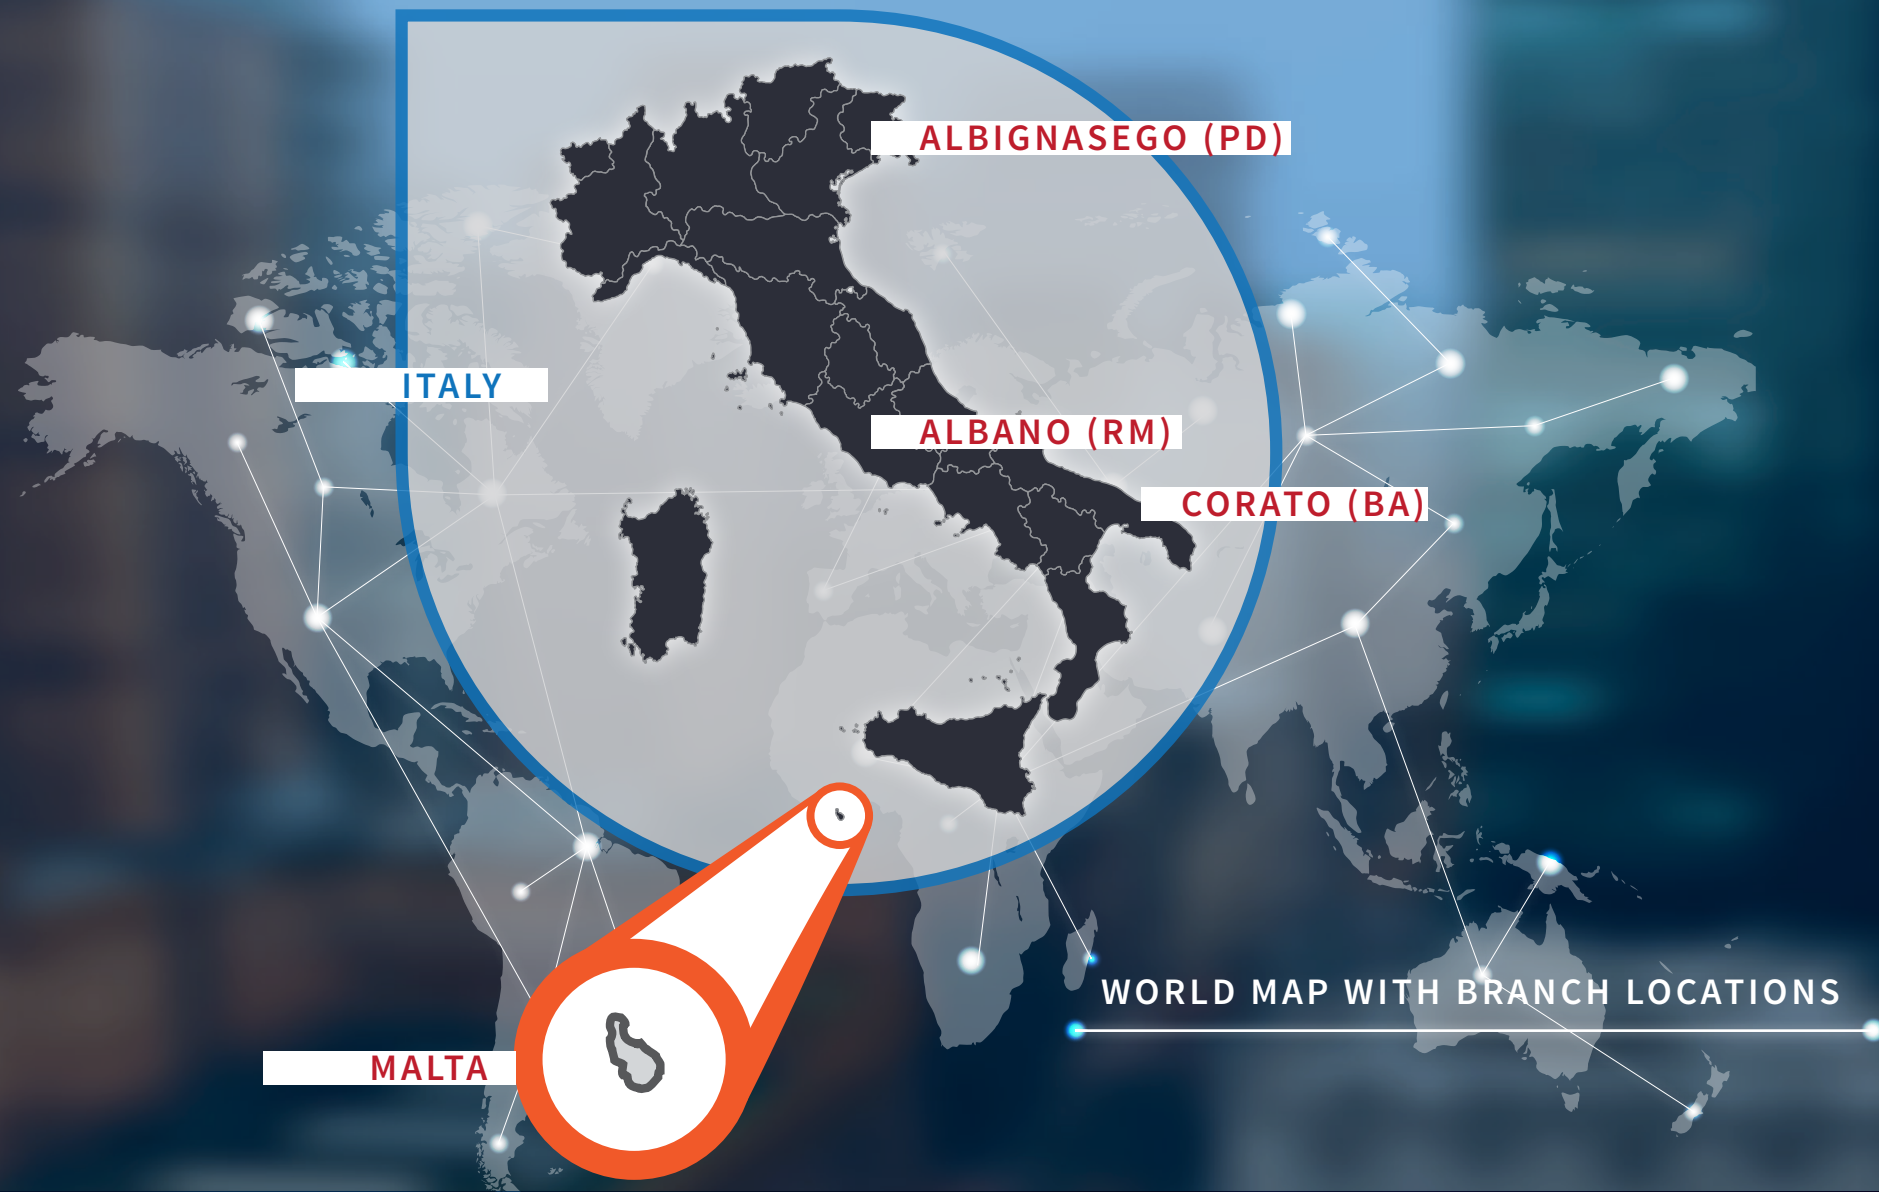 ALBIGNASEGO (PD)
ITALY
ALBANO (RM)
CORATO (BA)
WORLD MAP WITH BRANCH LOCATIONS
MALTA